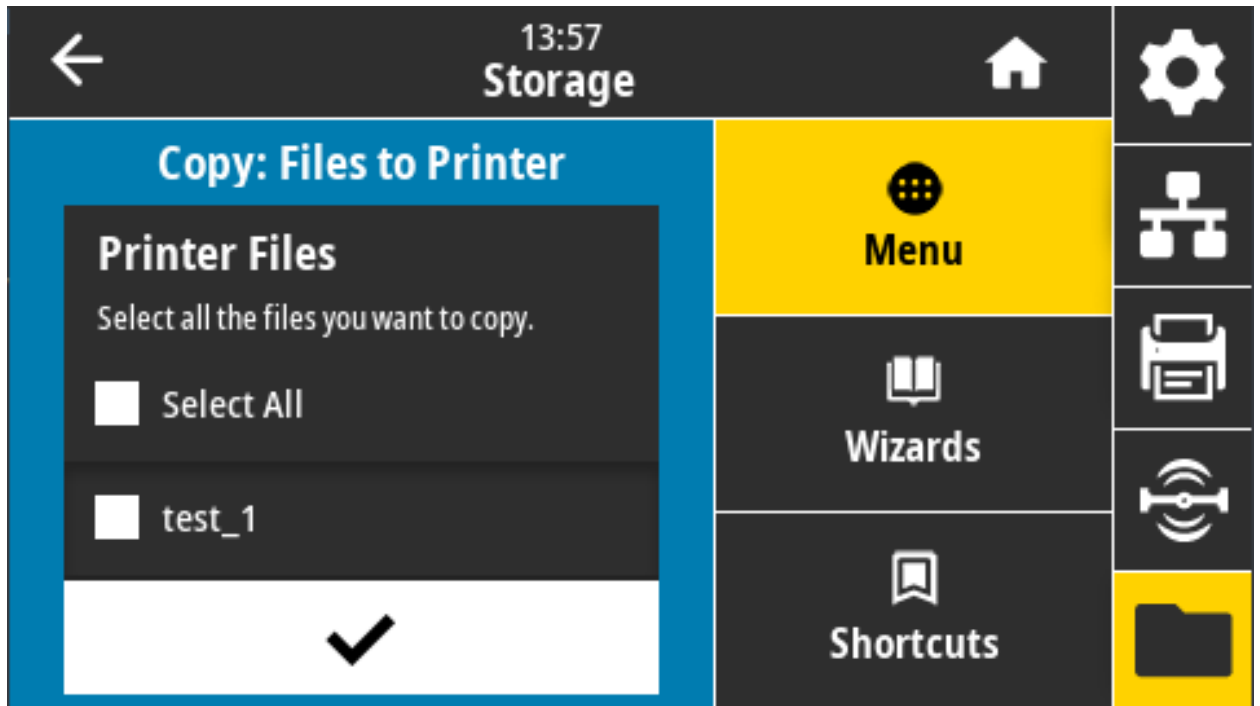 13:57
Storage
Copy: Files to Printer
Printer Files
Select all the files you want to copy.
Select All
test_1
Menu
Wizards
Shortcuts